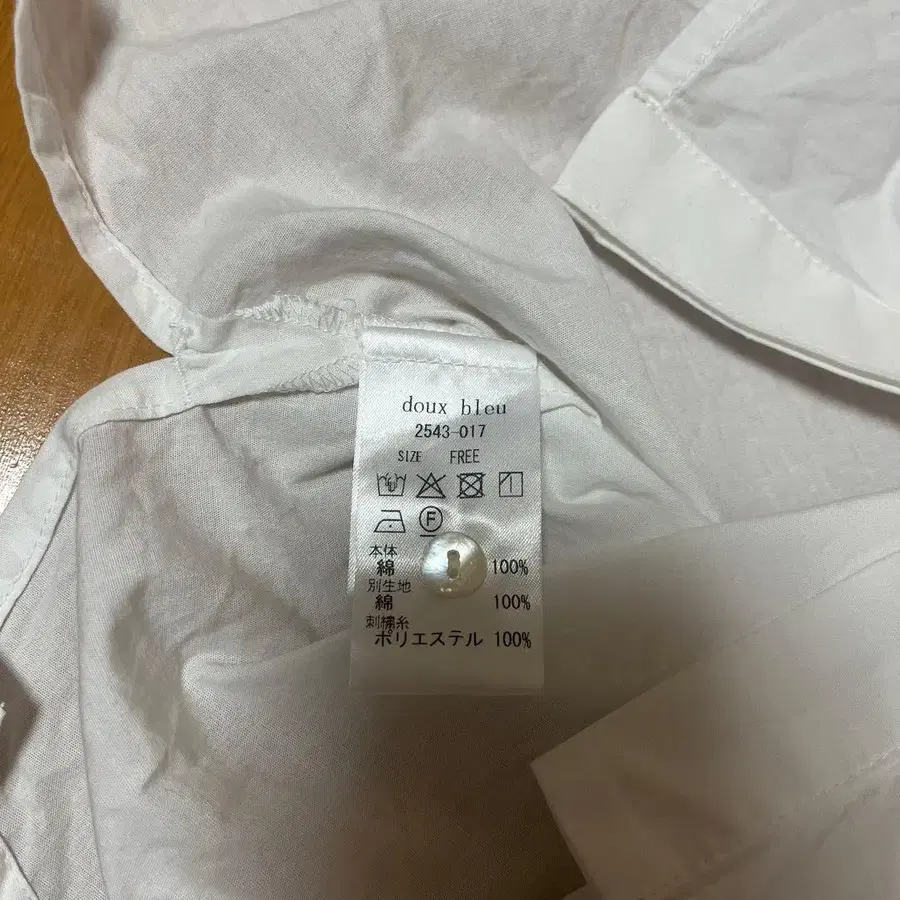 doux bleu
2543-017
SIZE FREE
F
本体
綿 100%
別生地
綿 100%
刺繍糸
ポリエステル 100%